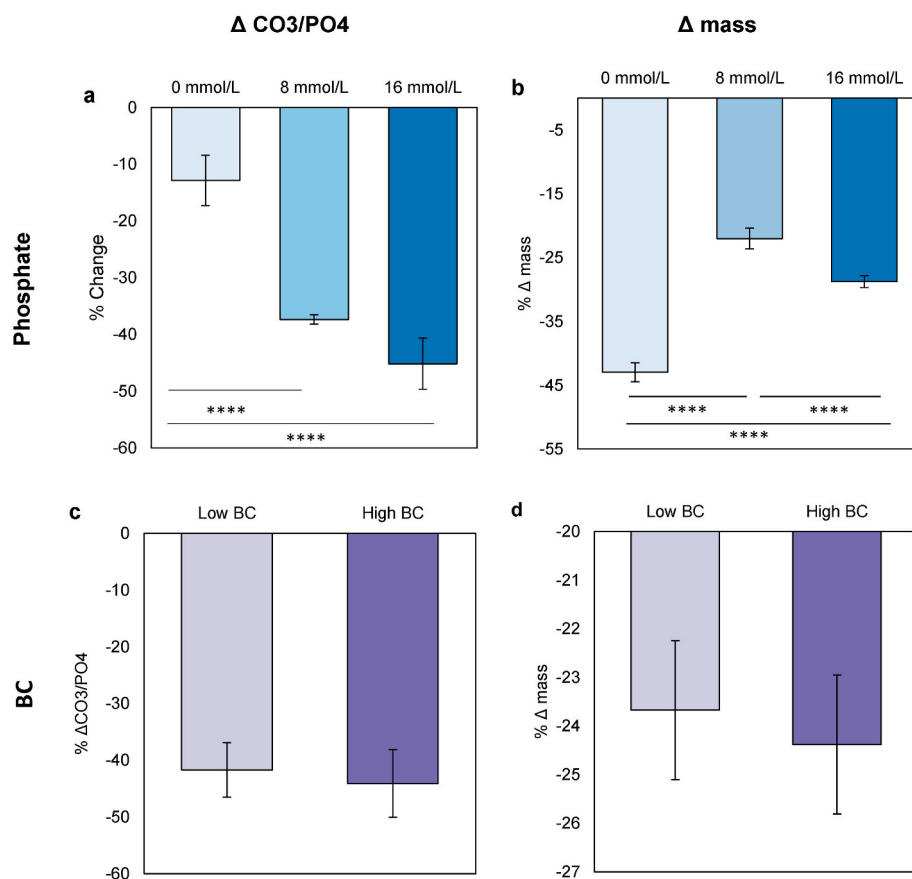 Δ CO3/PO4
Δ mass
Phosphate
a
0 mmol/L 8 mmol/L 16 mmol/L
0
-10
-20
-30
-40
-50
-60
% Change
****
****
b
0 mmol/L 8 mmol/L 16 mmol/L
-5
-15
-25
-35
-45
-55
% Δ mass
**** ****
****
BC
c
Low BC High BC
0
-10
-20
-30
-40
-50
-60
% ΔCO3/PO4
d
Low BC High BC
-20
-21
-22
-23
-24
-25
-26
-27
% Δ mass